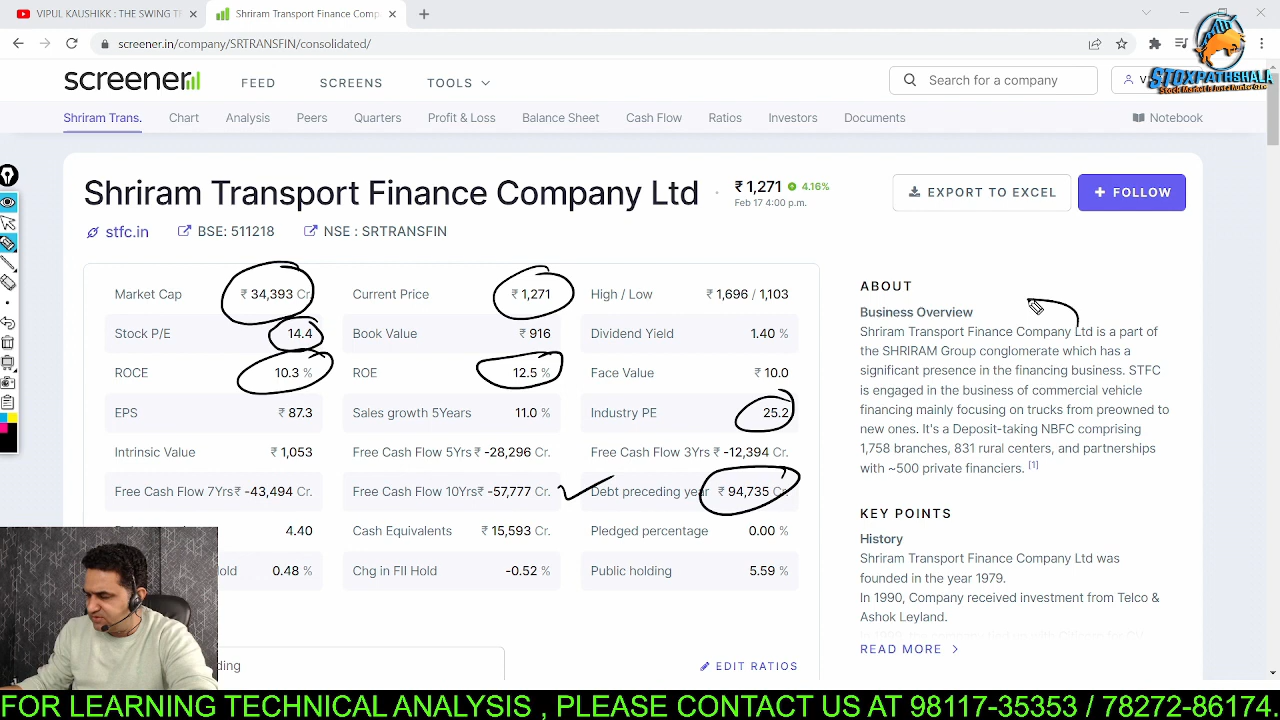 VIPUL KAUSHIKK : THE SWING T
Shriram Transport Finance Comp
screener.in/company/SRTRANSFIN/consolidated/
screener
FEED SCREENS TOOLS
Search for a company
V
STOXPATHSHALA
Shriram Trans. Chart Analysis Peers Quarters Profit & Loss Balance Sheet Cash Flow Ratios Investors Documents Notebook
Shriram Transport Finance Company Ltd
₹ 1,271 4.16%
Feb 17 4:00 p.m.
EXPORT TO EXCEL
+ FOLLOW
stfc.in BSE: 511218 NSE : SRTRANSFIN
Market Cap ₹ 34,393 Cr. Current Price ₹ 1,271 High / Low ₹ 1,696 / 1,103
Stock P/E 14.4 Book Value ₹ 916 Dividend Yield 1.40 %
ROCE 10.3 % ROE 12.5 % Face Value ₹ 10.0
EPS ₹ 87.3 Sales growth 5Years 11.0 % Industry PE 25.2
Intrinsic Value ₹ 1,053 Free Cash Flow 5Yrs ₹ -28,296 Cr. Free Cash Flow 3Yrs ₹ -12,394 Cr.
Free Cash Flow 7Yrs ₹ -43,494 Cr. Free Cash Flow 10Yrs ₹ -57,777 Cr. Debt preceding year ₹ 94,735 Cr.
4.40 Cash Equivalents ₹ 15,593 Cr. Pledged percentage 0.00 %
old 0.48 % Chg in FII Hold -0.52 % Public holding 5.59 %
ding
EDIT RATIOS
ABOUT
Business Overview
Shriram Transport Finance Company Ltd is a part of
the SHRIRAM Group conglomerate which has a
significant presence in the financing business. STFC
is engaged in the business of commercial vehicle
financing mainly focusing on trucks from preowned to
new ones. It's a Deposit-taking NBFC comprising
1,758 branches, 831 rural centers, and partnerships
with ~500 private financiers. [1]
KEY POINTS
History
Shriram Transport Finance Company Ltd was
founded in the year 1979.
In 1990, Company received investment from Telco &
Ashok Leyland.
READ MORE
FOR LEARNING TECHNICAL ANALYSIS , PLEASE CONTACT US AT 98117-35353 / 78272-86174.